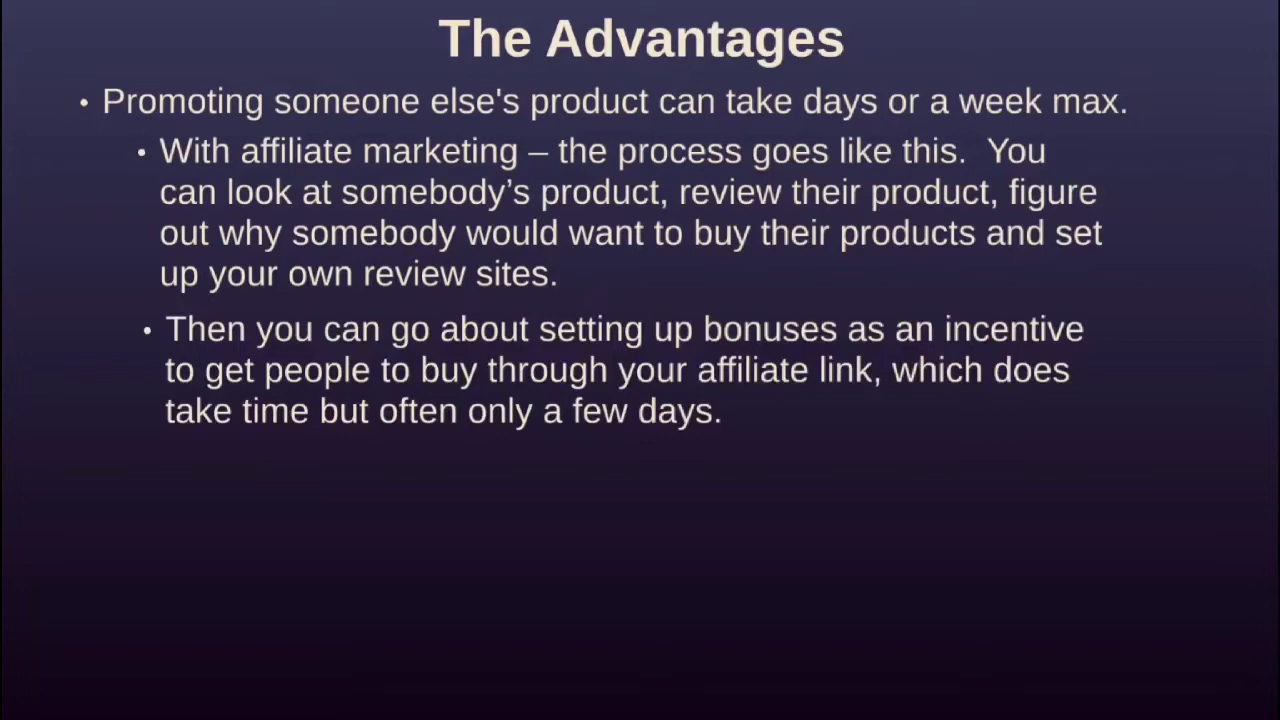 The Advantages
• Promoting someone else's product can take days or a week max.
• With affiliate marketing – the process goes like this.  You
can look at somebody’s product, review their product, figure
out why somebody would want to buy their products and set
up your own review sites.
• Then you can go about setting up bonuses as an incentive
to get people to buy through your affiliate link, which does
take time but often only a few days.